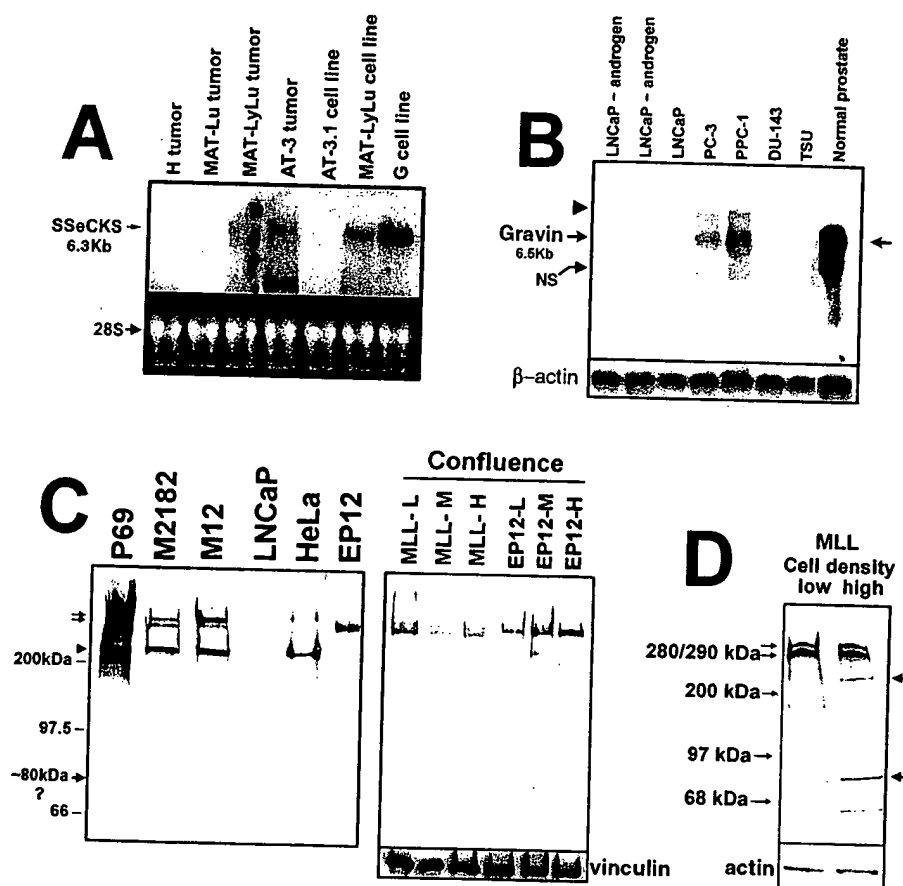 A
H tumor
MAT-Lu tumor
MAT-LyLu tumor
AT-3 tumor
AT-3.1 cell line
MAT-LyLu cell line
G cell line
SSeCKS
6.3Kb
28S
B
LNCaP ~ androgen
LNCaP ~ androgen
LNCaP
PC-3
PPC-1
DU-143
TSU
Normal prostate
Gravin
6.5Kb
NS
β-actin
C
P69
M2182
M12
LNCaP
HeLa
EP12
200kDa
97.5
~80kDa
?
66
Confluence
MLL- L
MLL- M
MLL- H
EP12-L
EP12-M
EP12-H
vinculin
D
MLL
Cell density
low high
280/290 kDa
200 kDa
97 kDa
68 kDa
actin